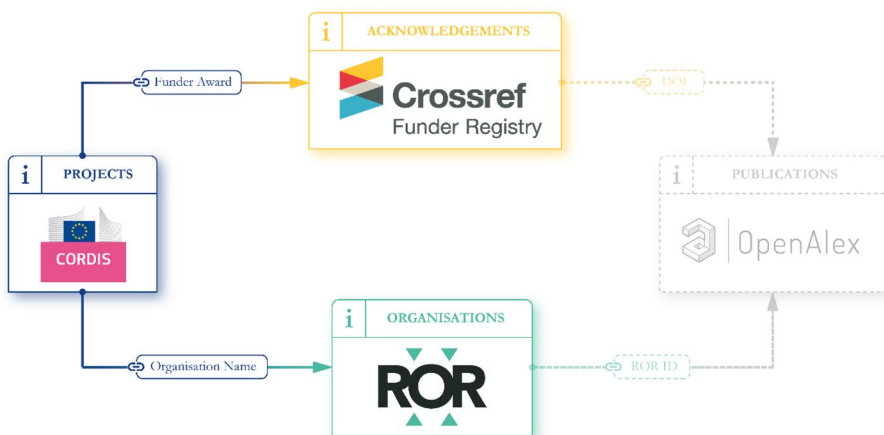 i ACKNOWLEDGEMENTS
Crossref
Funder Registry
Funder Award
DOI
i PROJECTS
CORDIS
i PUBLICATIONS
OpenAlex
i ORGANISATIONS
ROR
Organisation Name
ROR ID